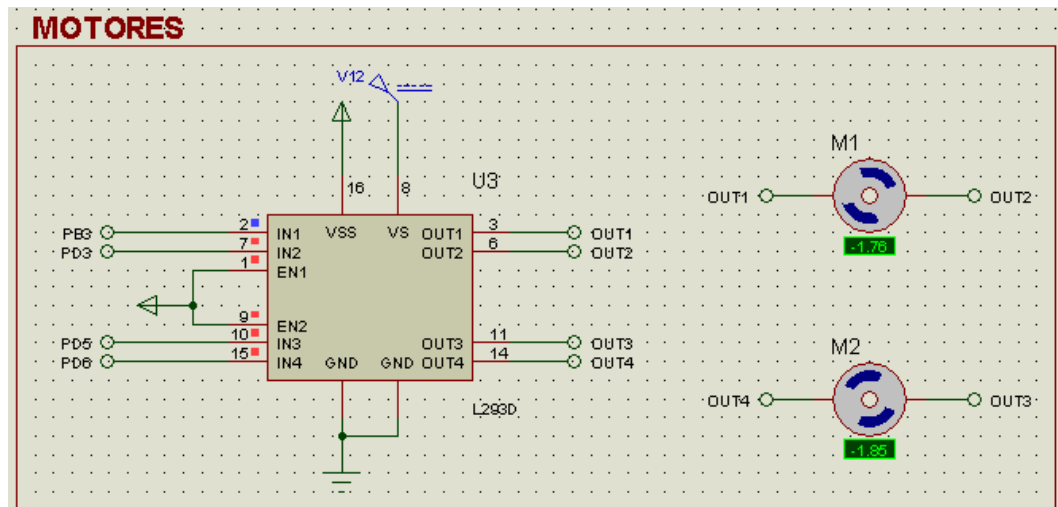 MOTORES
V12
16 8 U3
M1
OUT1 OUT2
PB3 2 IN1 VSS VS OUT1 3 OUT1
PD3 7 IN2 OUT2 6 OUT2
1 EN1
-1.76
9 EN2
PD5 10 IN3 OUT3 11 OUT3
PD6 15 IN4 GND GND OUT4 14 OUT4
M2
OUT4 OUT3
L293D
-1.85